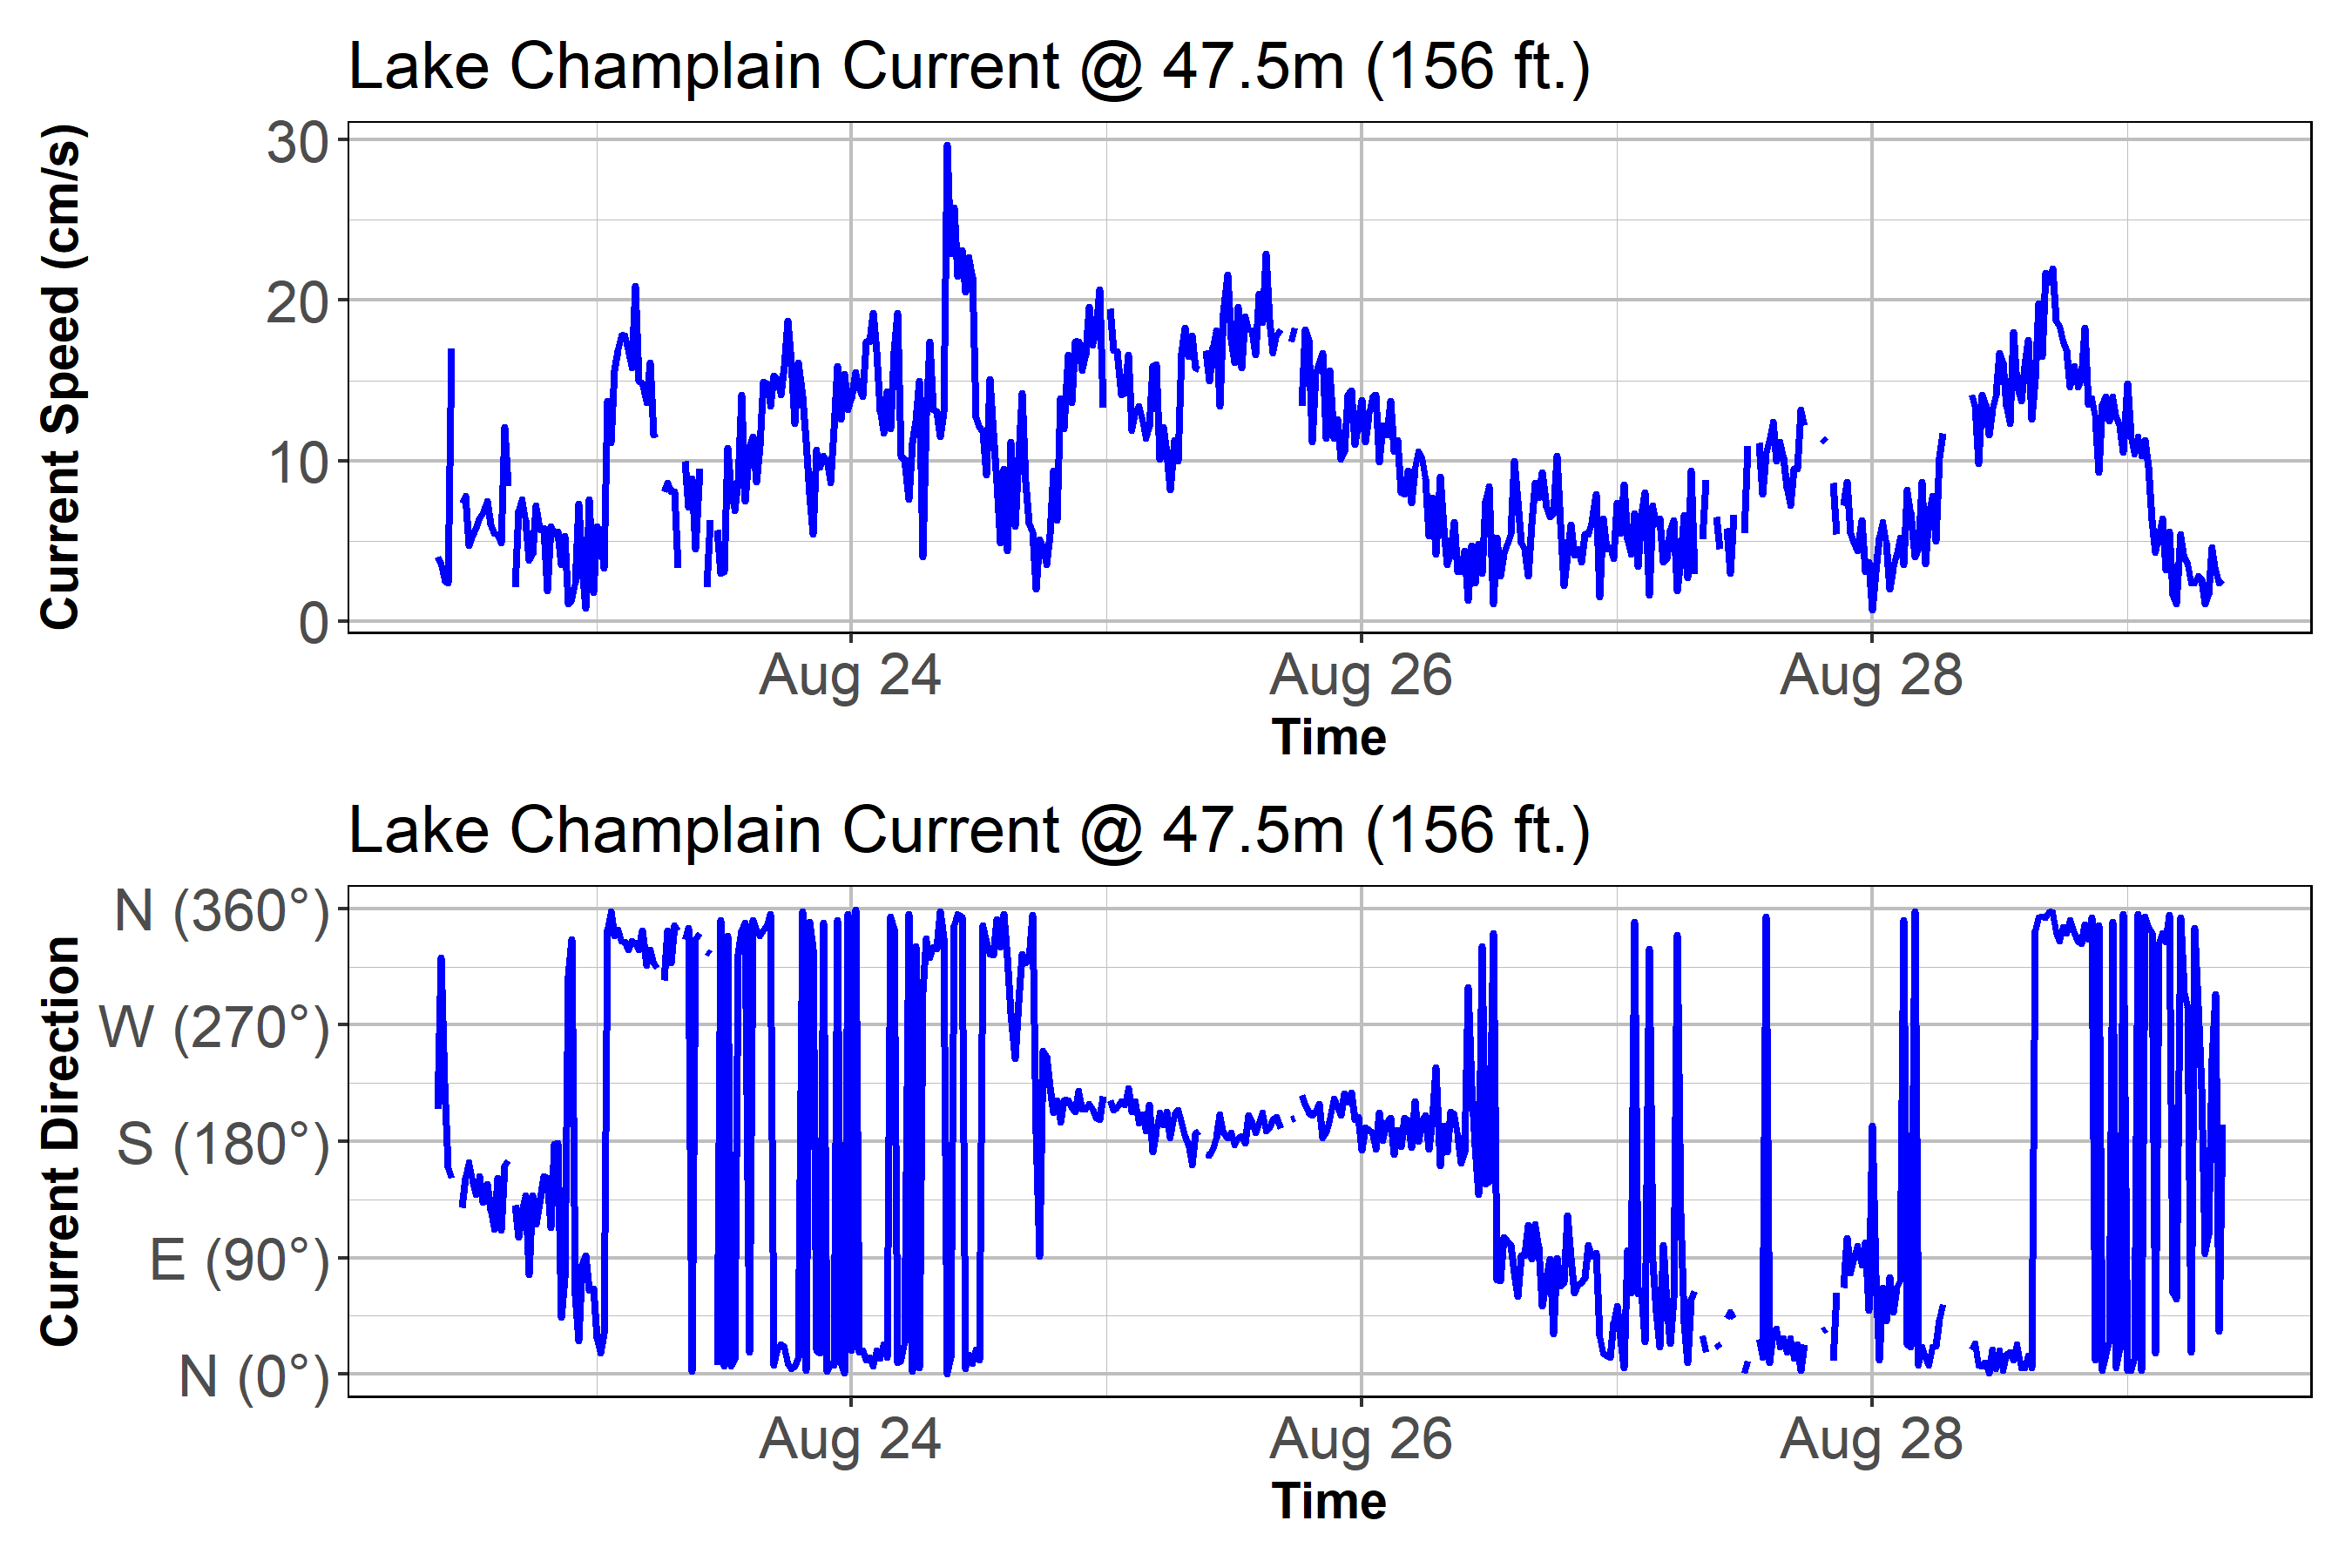 Lake Champlain Current @ 47.5m (156 ft.)
Current Speed (cm/s)
30
20
10
0
Aug 24 Aug 26 Aug 28
Time
Lake Champlain Current @ 47.5m (156 ft.)
Current Direction
N (360°)
W (270°)
S (180°)
E (90°)
N (0°)
Aug 24 Aug 26 Aug 28
Time